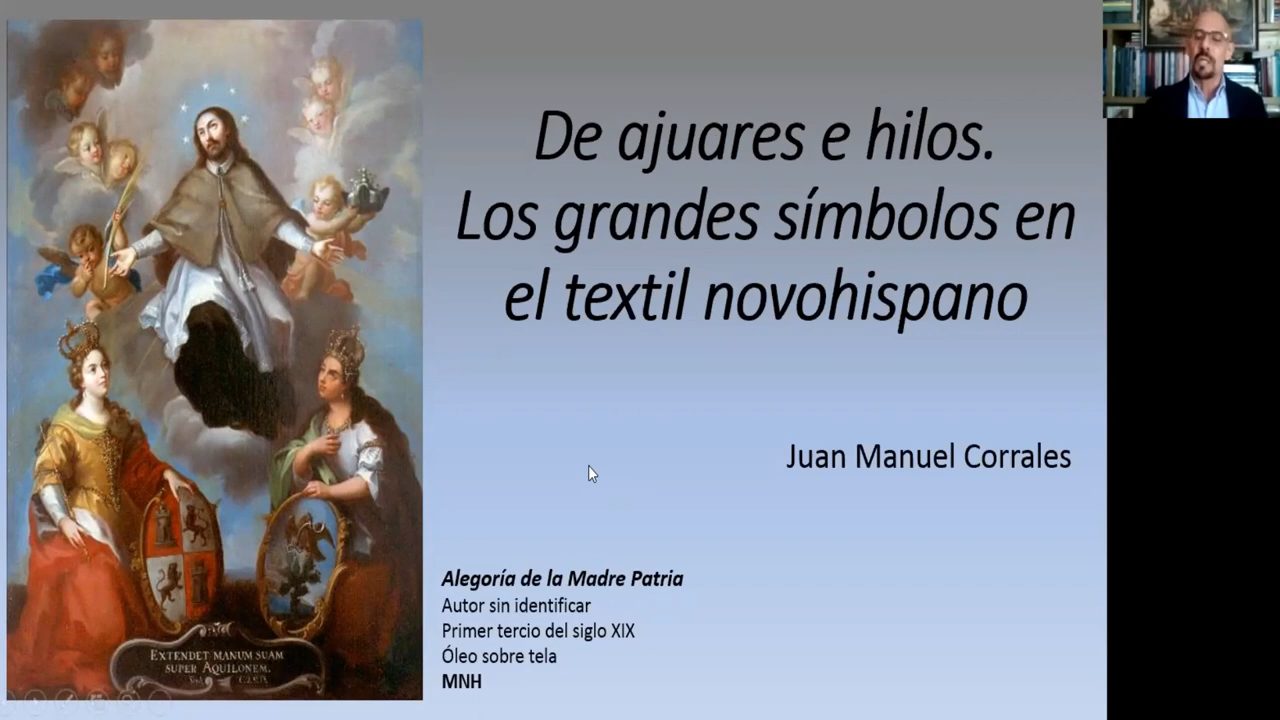 De ajuares e hilos.
Los grandes símbolos en
el textil novohispano
Juan Manuel Corrales
Alegoría de la Madre Patria
Autor sin identificar
Primer tercio del siglo XIX
Óleo sobre tela
MNH
EXTENDET MANUM SUAM
SUPER AQUILONEM.